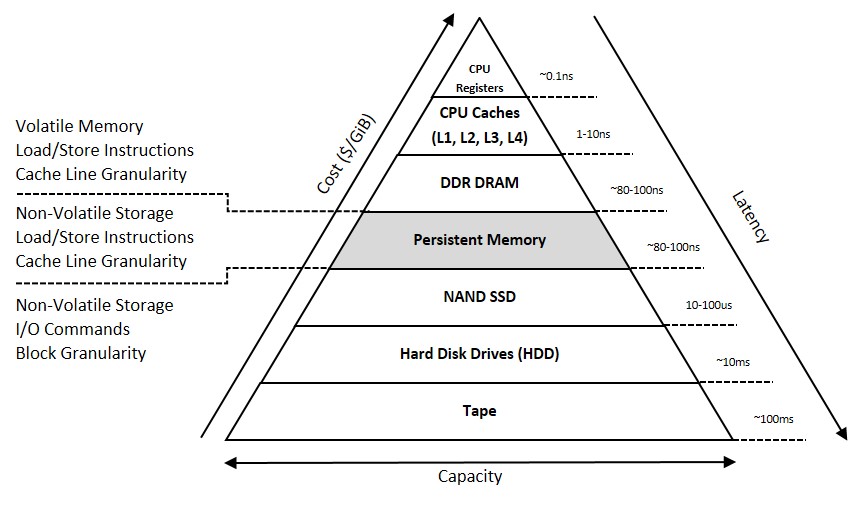 CPU
Registers
~0.1ns
CPU Caches
(L1, L2, L3, L4)
1-10ns
DDR DRAM
~80-100ns
Persistent Memory
~80-100ns
NAND SSD
10-100us
Hard Disk Drives (HDD)
~10ms
Tape
~100ms
Volatile Memory
Load/Store Instructions
Cache Line Granularity
Non-Volatile Storage
Load/Store Instructions
Cache Line Granularity
Non-Volatile Storage
I/O Commands
Block Granularity
Cost ($/GiB)
Latency
Capacity